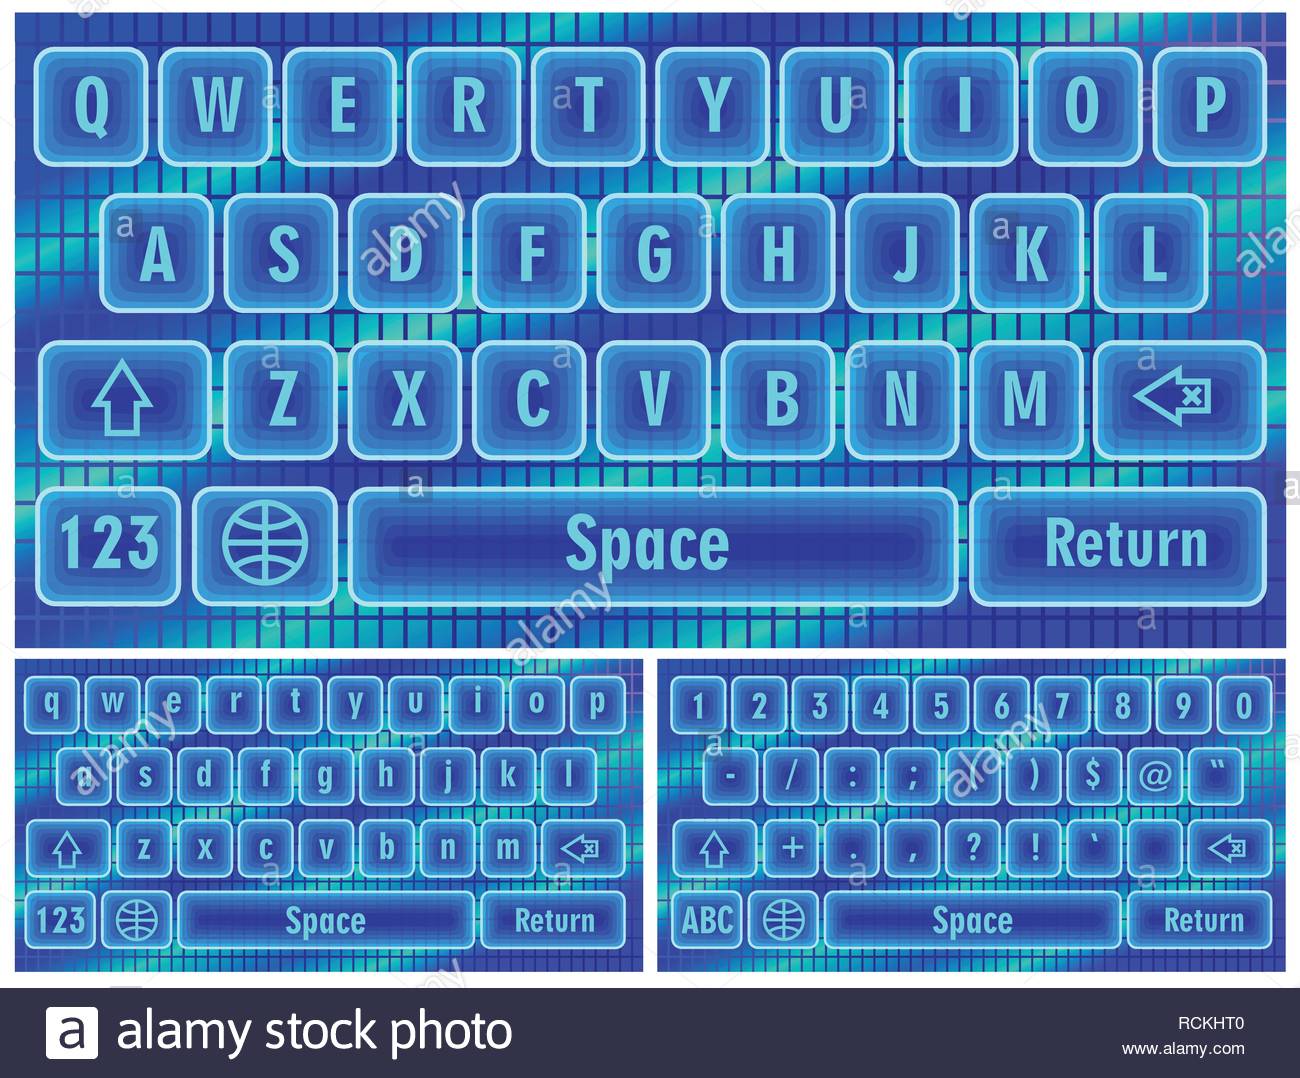 Q W E R T Y U I O P
A S D F G H J K L
Z X C V B N M
123 Space Return
q w e r t y u i o p
a s d f g h j k l
z x c v b n m
123 Space Return
1 2 3 4 5 6 7 8 9 0
- / : ; ( ) $ @ “
+ . , ? ! ‘
ABC Space Return
a alamy stock photo
RCKHT0
www.alamy.com